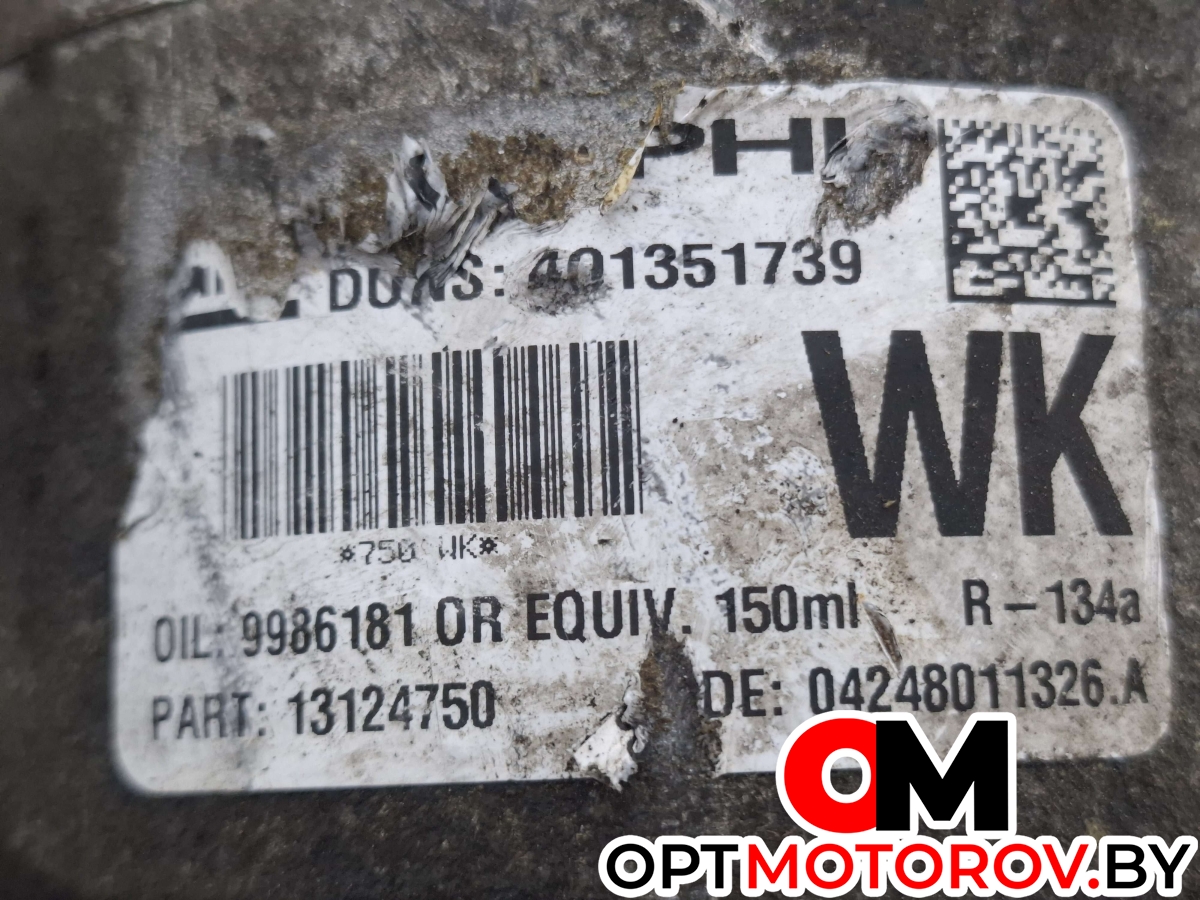 PHI
DUNS: 401351739
WK
*750 WK*
OIL: 9986181 OR EQUIV. 150ml R-134a
PART: 13124750 DE: 04248011326.A
OM
OPTMOTOROV.BY